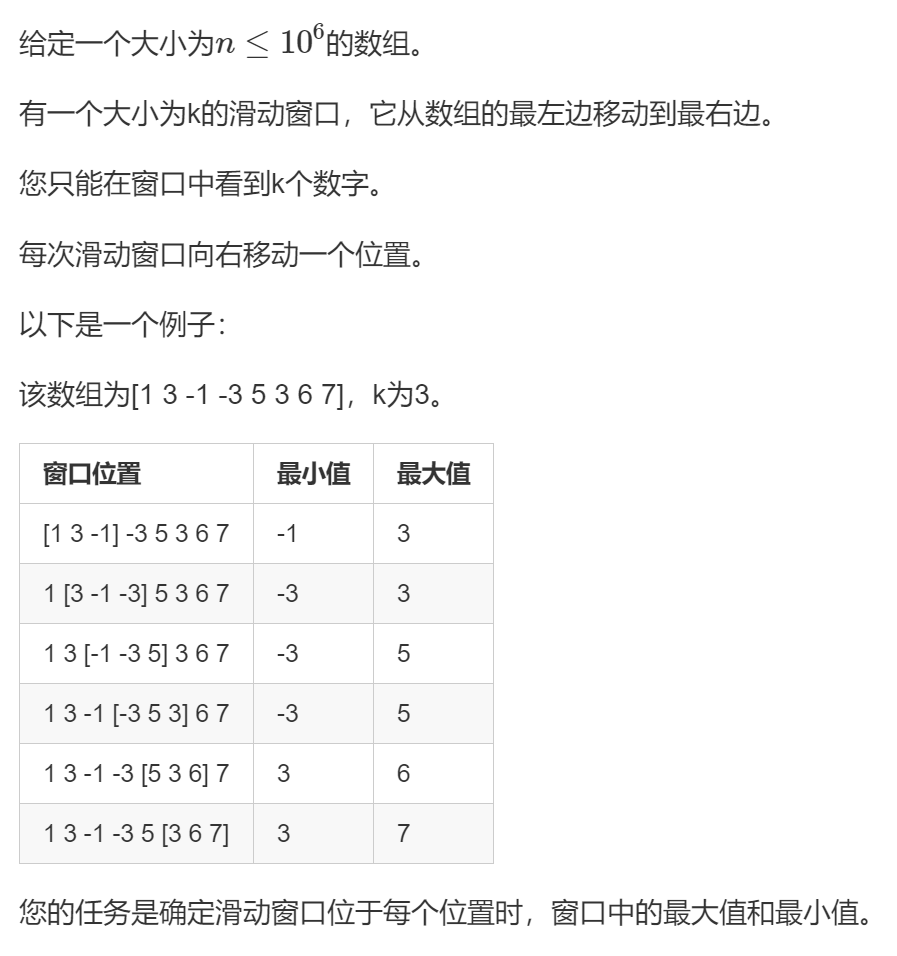 给定一个大小为n ≤ 10⁶的数组。
有一个大小为k的滑动窗口，它从数组的最左边移动到最右边。
您只能在窗口中看到k个数字。
每次滑动窗口向右移动一个位置。
以下是一个例子：
该数组为[1 3 -1 -3 5 3 6 7]，k为3。
窗口位置 最小值 最大值
[1 3 -1] -3 5 3 6 7 -1 3
1 [3 -1 -3] 5 3 6 7 -3 3
1 3 [-1 -3 5] 3 6 7 -3 5
1 3 -1 [-3 5 3] 6 7 -3 5
1 3 -1 -3 [5 3 6] 7 3 6
1 3 -1 -3 5 [3 6 7] 3 7
您的任务是确定滑动窗口位于每个位置时，窗口中的最大值和最小值。